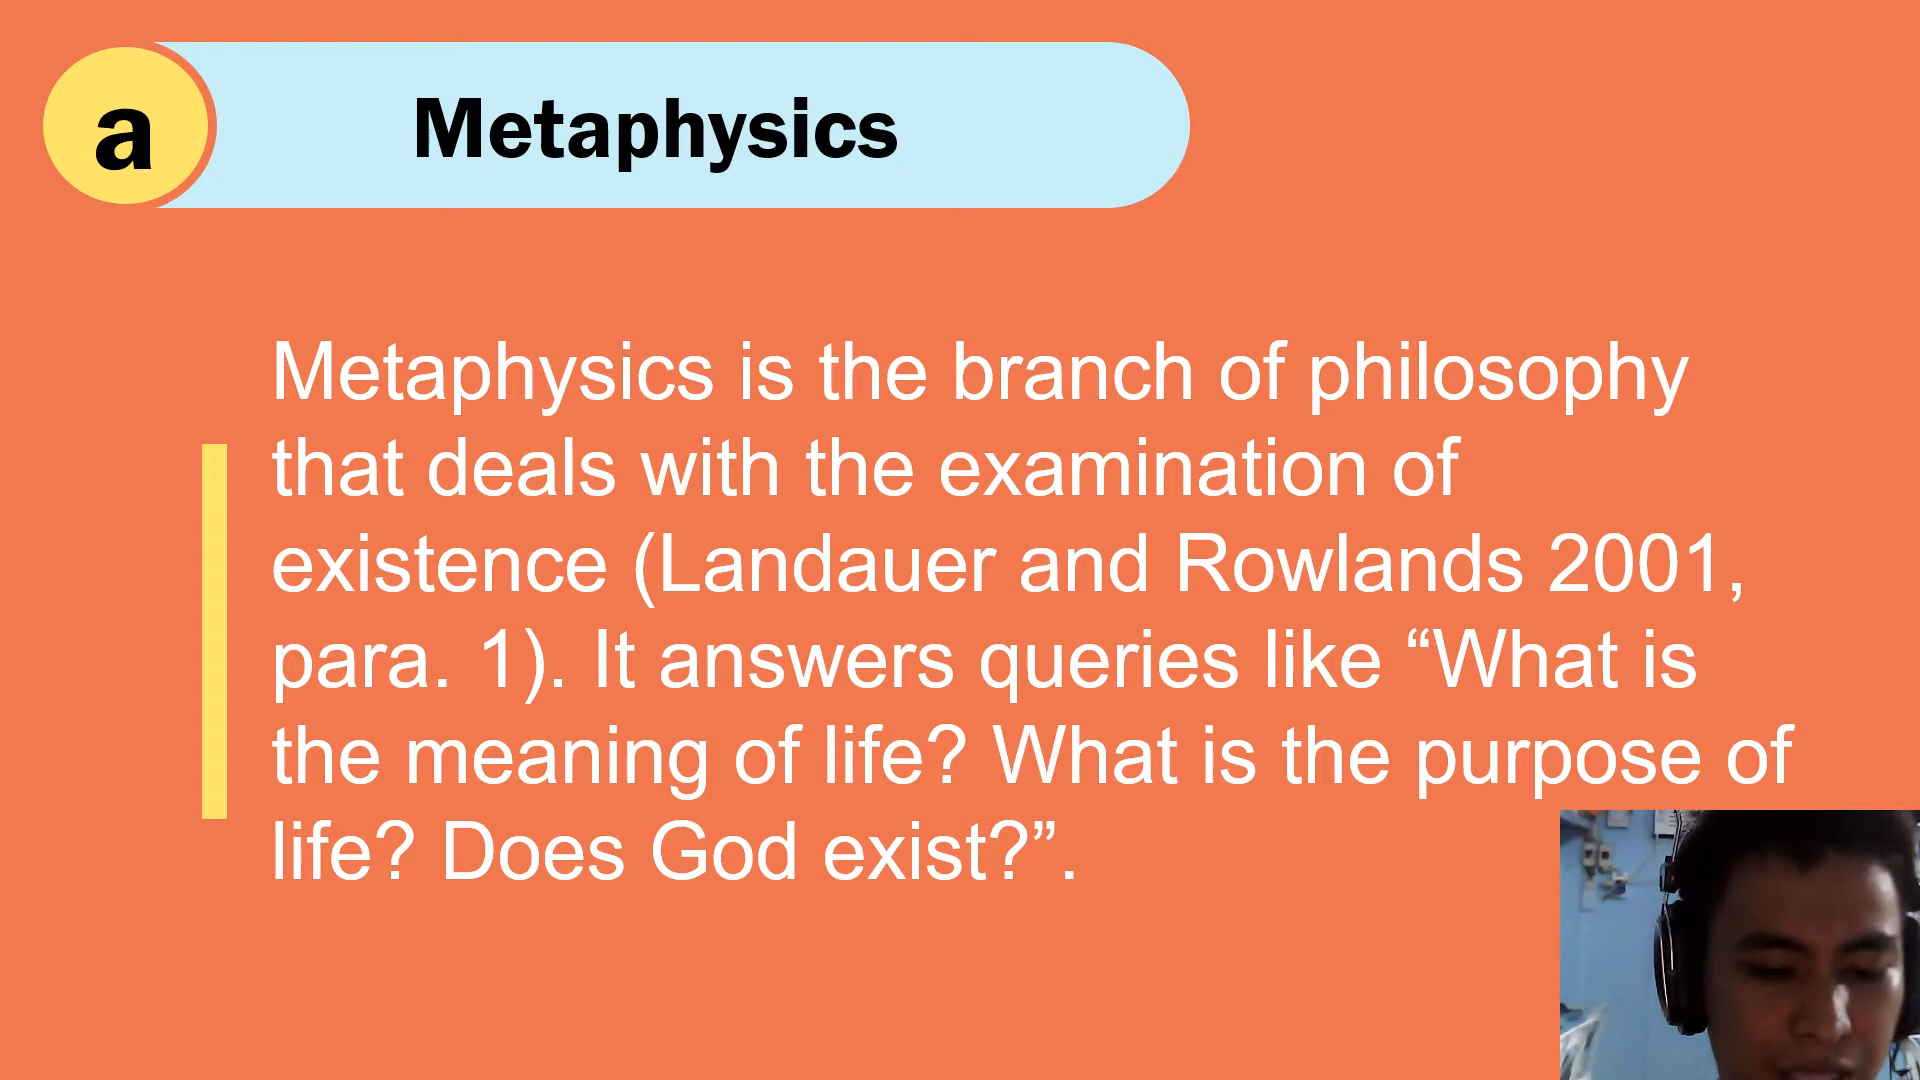 a
Metaphysics
Metaphysics is the branch of philosophy
that deals with the examination of
existence (Landauer and Rowlands 2001,
para. 1). It answers queries like “What is
the meaning of life? What is the purpose of
life? Does God exist?”.